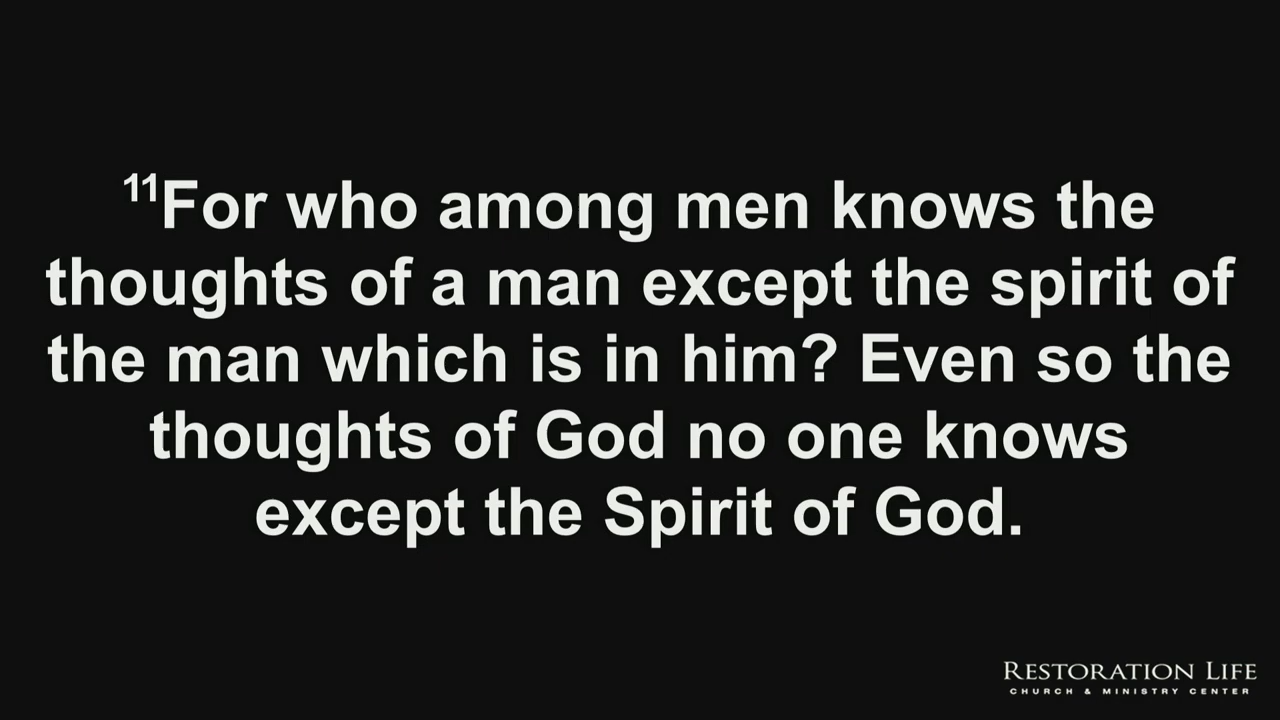 11For who among men knows the
thoughts of a man except the spirit of
the man which is in him? Even so the
thoughts of God no one knows
except the Spirit of God.
RESTORATION LIFE
CHURCH & MINISTRY CENTER